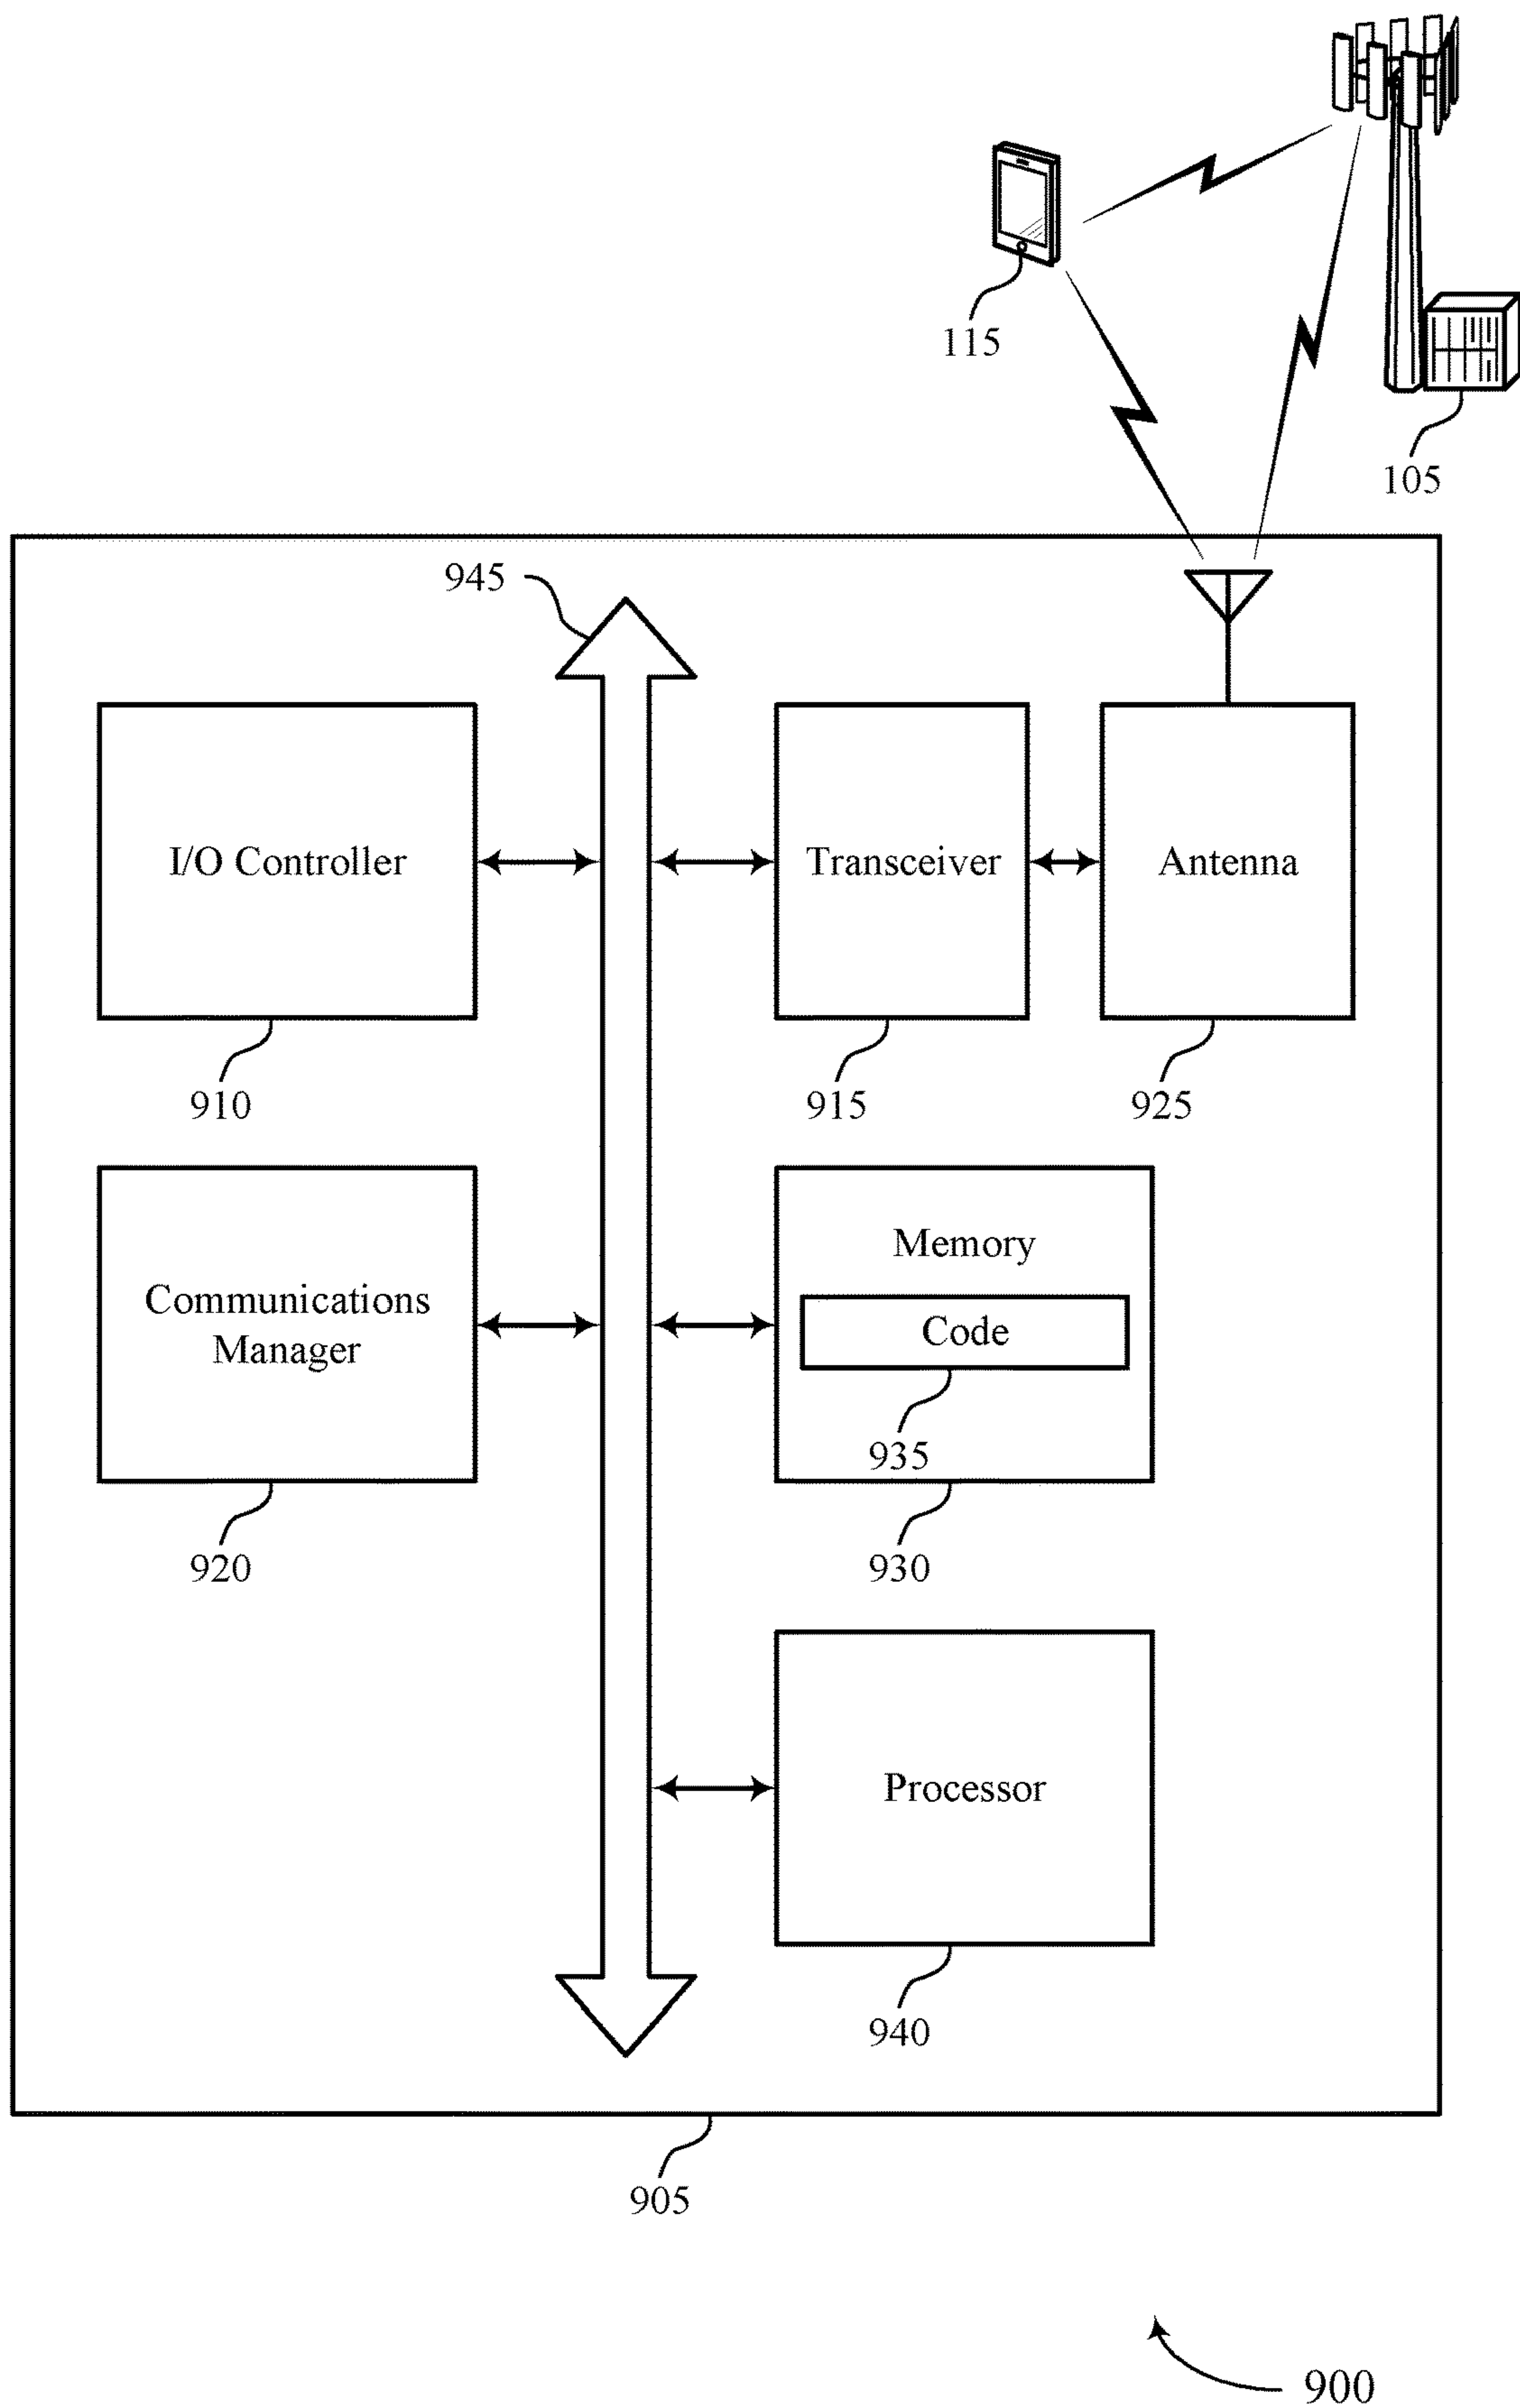 115
105
945
I/O Controller
Transceiver
Antenna
910
915
925
Communications
Manager
Memory
Code
935
920
930
Processor
940
905
900